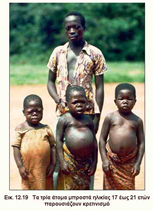 Εικ. 12.19 Τα τρία άτομα μπροστά ηλικίας 17 έως 21 ετών
παρουσιάζουν κρετινισμό